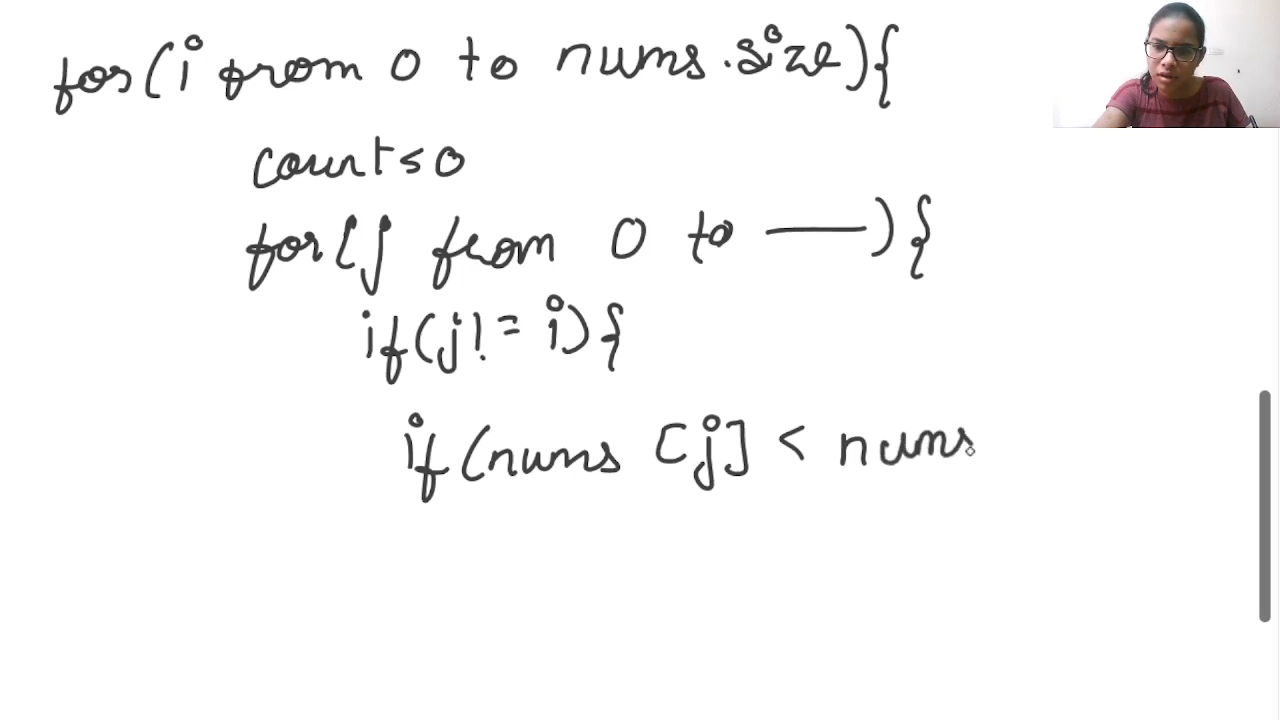 for(i from 0 to nums.size){
count=0
for(j from 0 to —){
if(j!=i){
if(nums[j] < nums